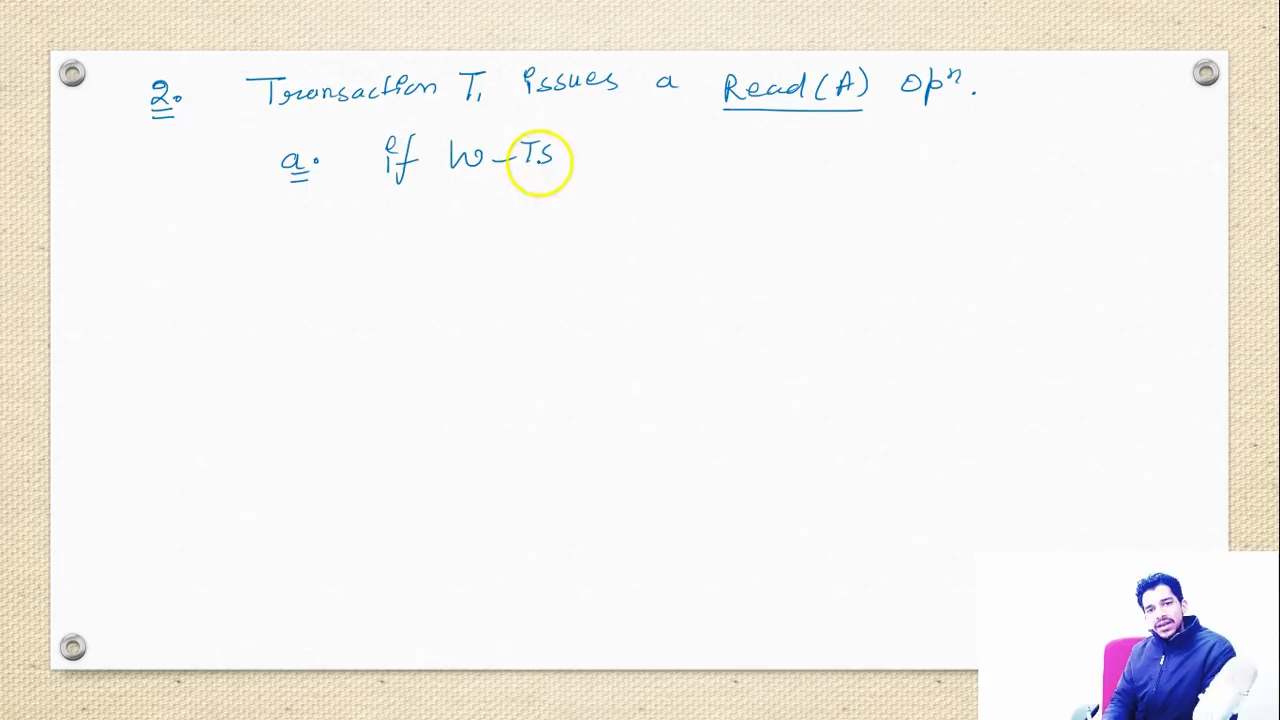 2. Transaction T1 issues a Read(A) opn.
a. if W-TS